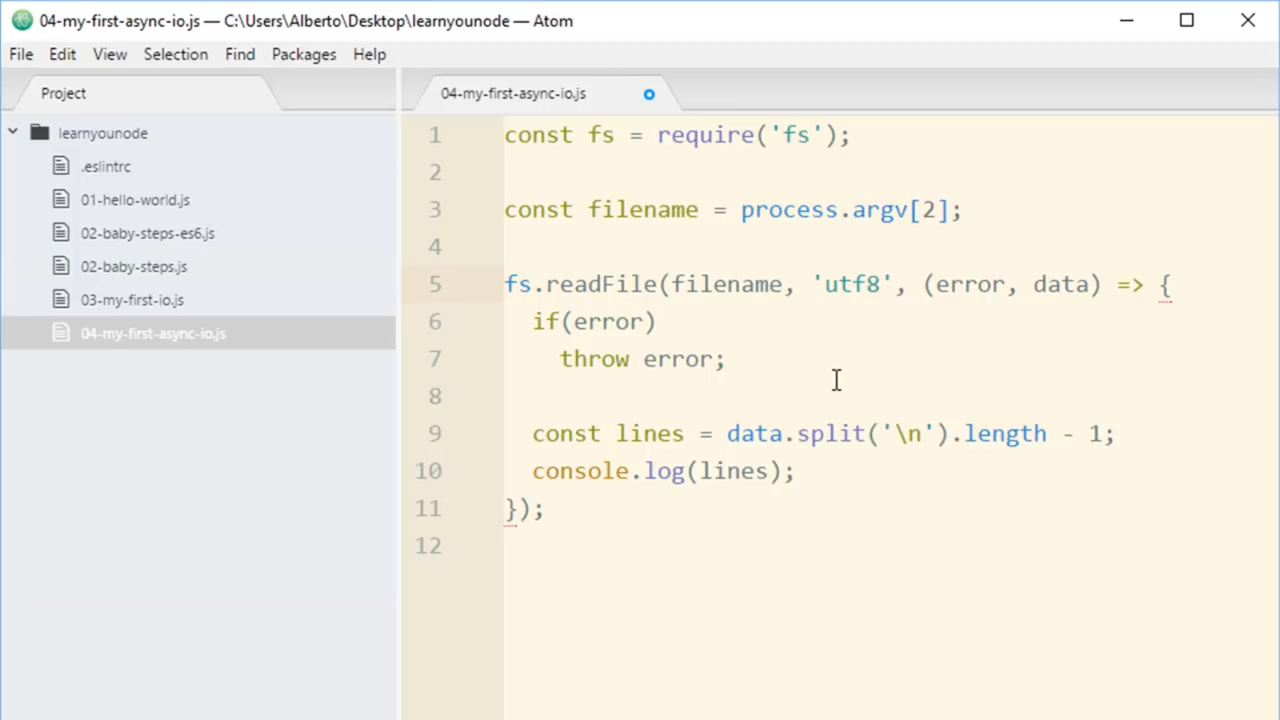 04-my-first-async-io.js — C:\Users\Alberto\Desktop\learnyounode — Atom
File Edit View Selection Find Packages Help
Project
learnyounode
.eslintrc
01-hello-world.js
02-baby-steps-es6.js
02-baby-steps.js
03-my-first-io.js
04-my-first-async-io.js
04-my-first-async-io.js
1 const fs = require('fs');
2
3 const filename = process.argv[2];
4
5 fs.readFile(filename, 'utf8', (error, data) => {
6   if(error)
7     throw error;
8
9   const lines = data.split('\n').length - 1;
10   console.log(lines);
11 });
12